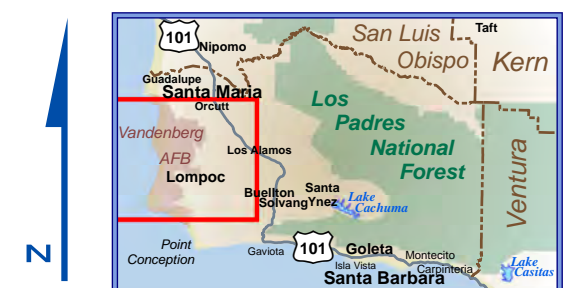 101
Nipomo
San Luis
Obispo
Taft
Kern
Guadalupe
Santa Maria
Orcutt
Los
Padres
National
Forest
Vandenberg
AFB
Lompoc
Los Alamos
Ventura
Buellton
Solvang
Santa
Ynez
Lake
Cachuma
Point
Conception
Gaviota
101
Goleta
Isla Vista
Montecito
Carpinteria
Santa Barbara
Lake
Casitas
N